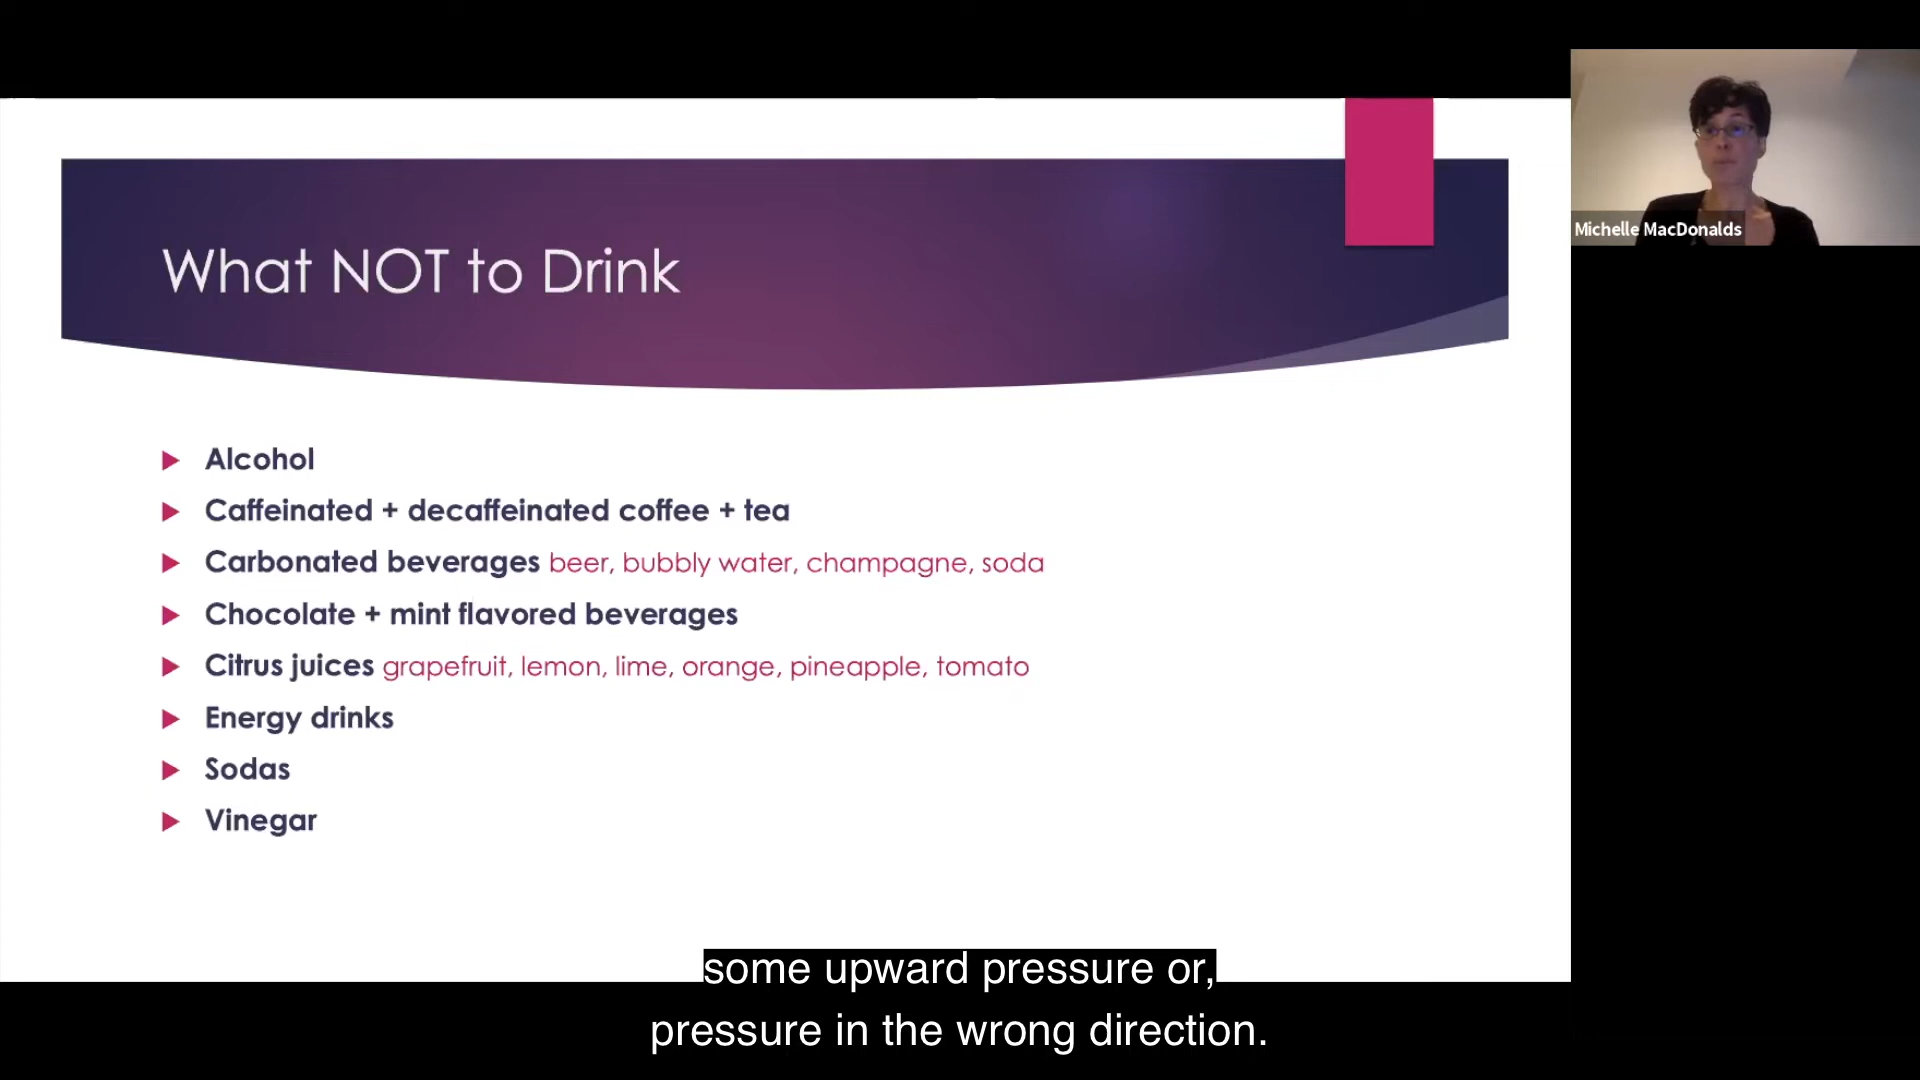 What NOT to Drink
Michelle MacDonalds
Alcohol
Caffeinated + decaffeinated coffee + tea
Carbonated beverages beer, bubbly water, champagne, soda
Chocolate + mint flavored beverages
Citrus juices grapefruit, lemon, lime, orange, pineapple, tomato
Energy drinks
Sodas
Vinegar
some upward pressure or,
pressure in the wrong direction.